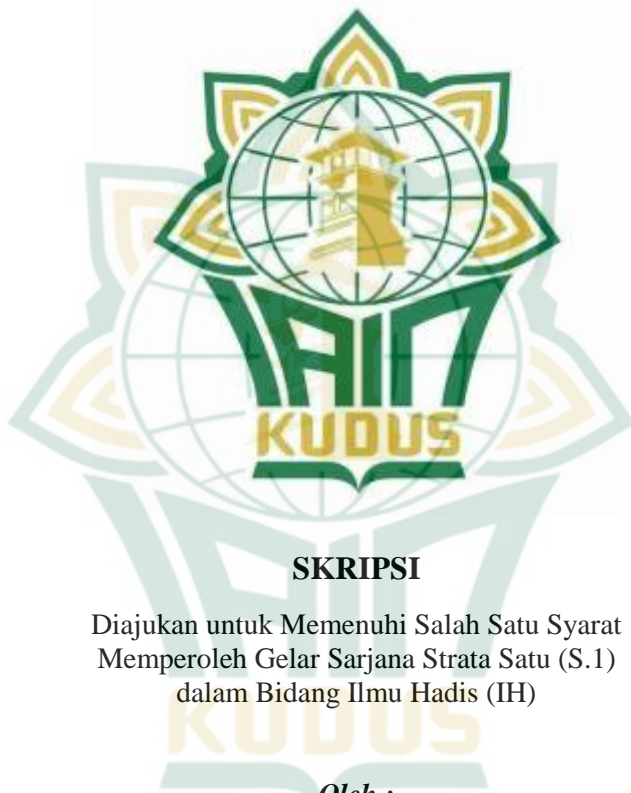 IAIN
KUDUS
SKRIPSI
Diajukan untuk Memenuhi Salah Satu Syarat
Memperoleh Gelar Sarjana Strata Satu (S.1)
dalam Bidang Ilmu Hadis (IH)
KUDUS
Oleh :